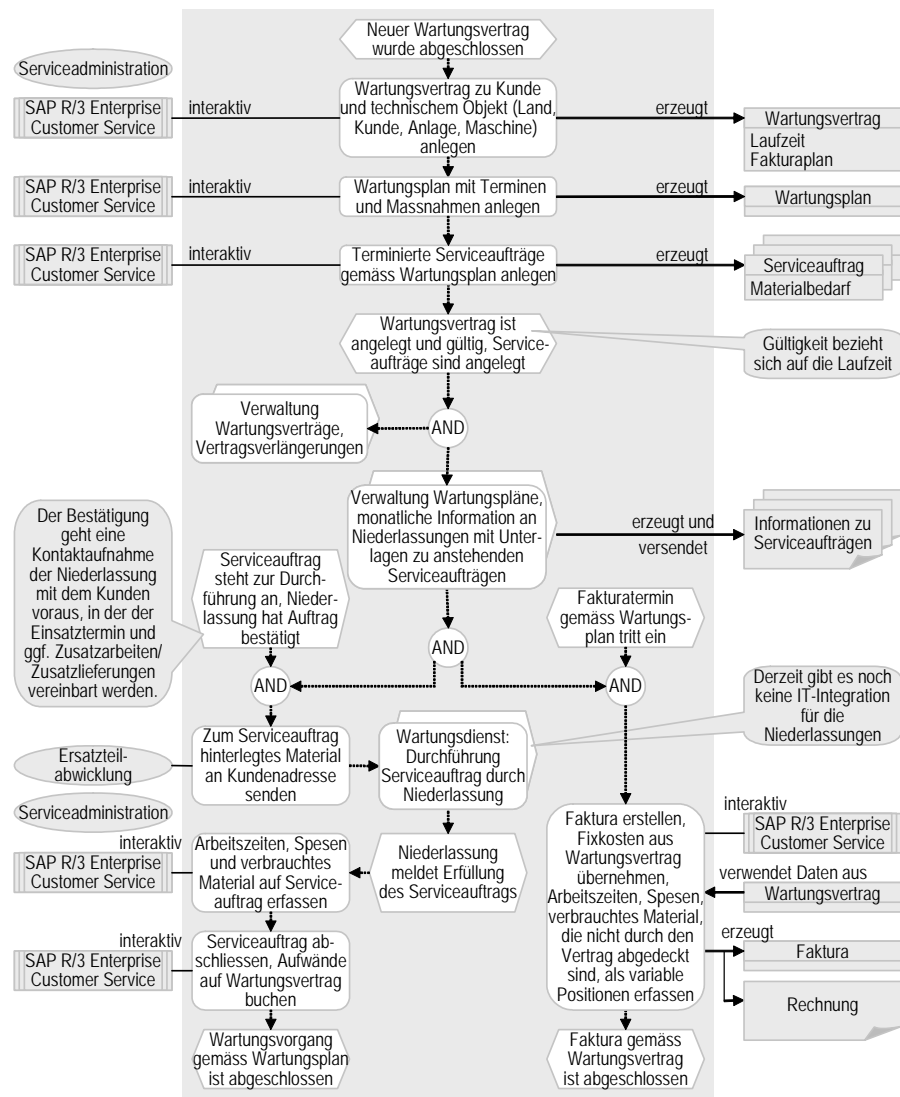 Neuer Wartungsvertrag
wurde abgeschlossen
Serviceadministration
SAP R/3 Enterprise
Customer Service
interaktiv
Wartungsvertrag zu Kunde
und technischem Objekt (Land,
Kunde, Anlage, Maschine)
anlegen
erzeugt
Wartungsvertrag
Laufzeit
Fakturaplan
SAP R/3 Enterprise
Customer Service
interaktiv
Wartungsplan mit Terminen
und Massnahmen anlegen
erzeugt
Wartungsplan
SAP R/3 Enterprise
Customer Service
interaktiv
Terminierte Serviceaufträge
gemäss Wartungsplan anlegen
erzeugt
Serviceauftrag
Materialbedarf
Wartungsvertrag ist
angelegt und gültig, Service-
aufträge sind angelegt
Gültigkeit bezieht
sich auf die Laufzeit
Verwaltung
Wartungsverträge,
Vertragsverlängerungen
AND
Verwaltung Wartungspläne,
monatliche Information an
Niederlassungen mit Unter-
lagen zu anstehenden
Serviceaufträgen
erzeugt und
versendet
Informationen zu
Serviceaufträgen
Der Bestätigung
geht eine
Kontaktaufnahme
der Niederlassung
mit dem Kunden
voraus, in der der
Einsatztermin und
ggf. Zusatzarbeiten/
Zusatzlieferungen
vereinbart werden.
Serviceauftrag
steht zur Durch-
führung an, Nieder-
lassung hat Auftrag
bestätigt
Fakturatermin
gemäss Wartungs-
plan tritt ein
AND
AND
AND
Derzeit gibt es noch
keine IT-Integration
für die
Niederlassungen
Ersatzteil-
abwicklung
Zum Serviceauftrag
hinterlegtes Material
an Kundenadresse
senden
Wartungsdienst:
Durchführung
Serviceauftrag durch
Niederlassung
Serviceadministration
interaktiv
SAP R/3 Enterprise
Customer Service
Arbeitszeiten, Spesen
und verbrauchtes
Material auf Service-
auftrag erfassen
Niederlassung
meldet Erfüllung
des Serviceauftrags
Faktura erstellen,
Fixkosten aus
Wartungsvertrag
übernehmen,
Arbeitszeiten, Spesen,
verbrauchtes Material,
die nicht durch den
Vertrag abgedeckt
sind, als variable
Positionen erfassen
interaktiv
SAP R/3 Enterprise
Customer Service
verwendet Daten aus
Wartungsvertrag
erzeugt
Faktura
Rechnung
interaktiv
SAP R/3 Enterprise
Customer Service
Serviceauftrag ab-
schliessen, Aufwände
auf Wartungsvertrag
buchen
Wartungsvorgang
gemäss Wartungsplan
ist abgeschlossen
Faktura gemäss
Wartungsvertrag
ist abgeschlossen